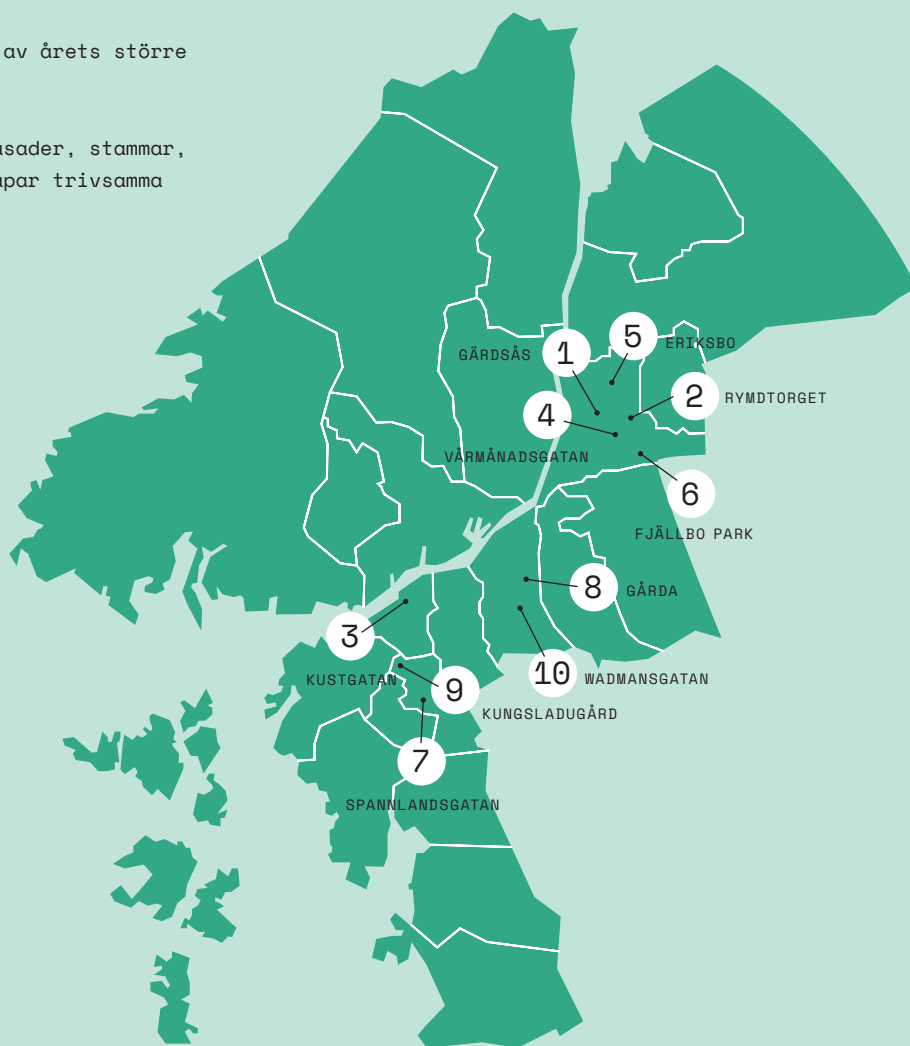 av årets större
sader, stammar,
par trivsamma
5
ERIKSBO
GÄRDSÅS
1
2
RYMDTORGET
4
VÅRMÅNADSGATAN
6
FJÄLLBO PARK
8
GÅRDA
3
10
WADMANSGATAN
KUSTGATAN
9
KUNGSLADUGÅRD
7
SPANNLANDSGATAN